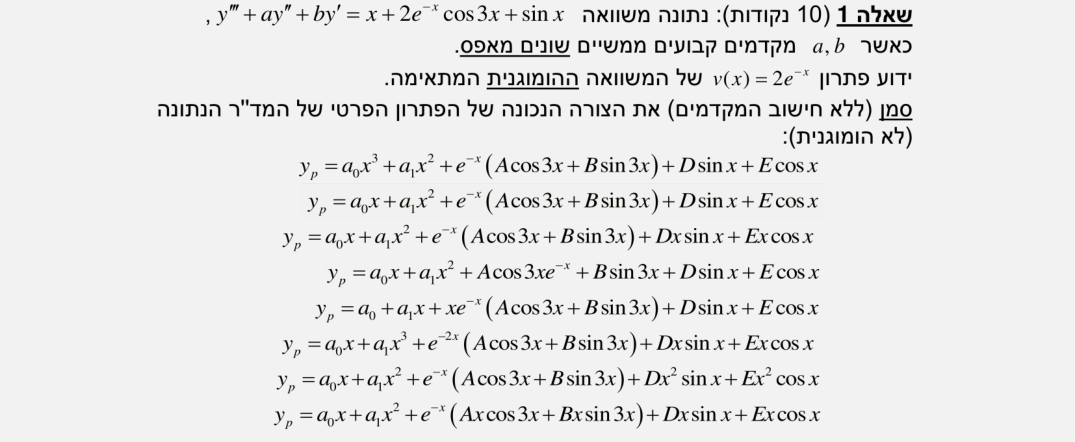 שאלה 1 (10 נקודות): נתונה משוואה y''' + ay'' + by' = x + 2e^{-x} cos 3x + sin x ,
כאשר a, b מקדמים קבועים ממשיים שונים מאפס.
ידוע פתרון v(x) = 2e^{-x} של המשוואה ההומוגנית המתאימה.
סמן (ללא חישוב המקדמים) את הצורה הנכונה של הפתרון הפרטי של המד"ר הנתונה
(לא הומוגנית):
y_p = a_0x^3 + a_1x^2 + e^{-x}(A cos 3x + B sin 3x) + D sin x + E cos x
y_p = a_0x + a_1x^2 + e^{-x}(A cos 3x + B sin 3x) + D sin x + E cos x
y_p = a_0x + a_1x^2 + e^{-x}(A cos 3x + B sin 3x) + Dx sin x + Ex cos x
y_p = a_0x + a_1x^2 + A cos 3xe^{-x} + B sin 3x + D sin x + E cos x
y_p = a_0 + a_1x + xe^{-x}(A cos 3x + B sin 3x) + D sin x + E cos x
y_p = a_0x + a_1x^3 + e^{-2x}(A cos 3x + B sin 3x) + Dx sin x + Ex cos x
y_p = a_0x + a_1x^2 + e^{-x}(A cos 3x + B sin 3x) + Dx^2 sin x + Ex^2 cos x
y_p = a_0x + a_1x^2 + e^{-x}(Ax cos 3x + Bx sin 3x) + Dx sin x + Ex cos x